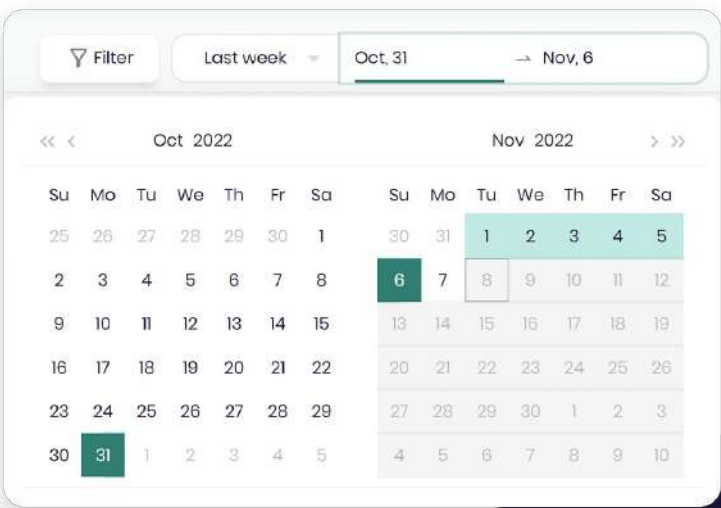 Filter Last week Oct, 31 → Nov, 6
<< < Oct 2022 Nov 2022 > >>
Su Mo Tu We Th Fr Sa Su Mo Tu We Th Fr Sa
25 26 27 28 29 30 1 30 31 1 2 3 4 5
2 3 4 5 6 7 8 6 7 8 9 10 11 12
9 10 11 12 13 14 15 13 14 15 16 17 18 19
16 17 18 19 20 21 22 20 21 22 23 24 25 26
23 24 25 26 27 28 29 27 28 29 30 1 2 3
30 31 1 2 3 4 5 4 5 6 7 8 9 10